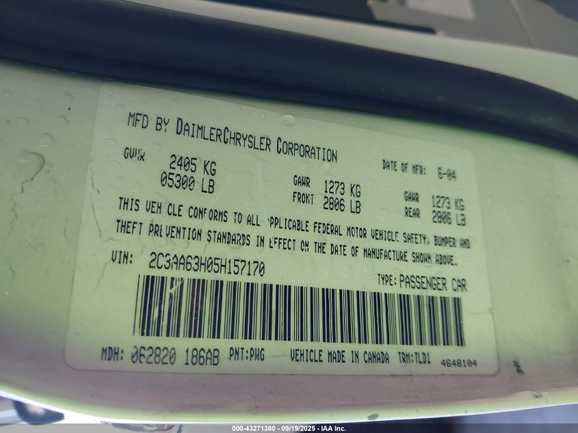 MFD BY DAIMLERCHRYSLER CORPORATION
DATE OF MFR: 6-04
GVWR 2405 KG
05300 LB
GAWR 1273 KG
FRONT 2806 LB
GAWR 1273 KG
REAR 2806 LB
THIS VEH CLE CONFORMS TO ALL APPLICABLE FEDERAL MOTOR VEHICLE SAFETY, BUMPER AND
THEFT PREVENTION STANDARDS IN EFFECT ON THE DATE OF MANUFACTURE SHOWN ABOVE.
VIN: 2C3AA63H05H157170
TYPE: PASSENGER CAR
MDH: 062820 186AB PNT: PWG VEHICLE MADE IN CANADA TRM: TLD1 4648104
000-43271380 - 09/19/2025 - IAA Inc.